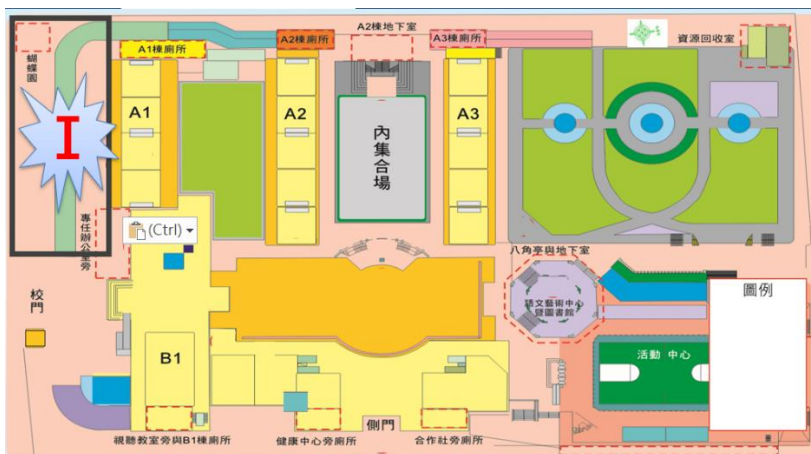 A1棟廁所
A2棟廁所
A2棟地下室
A3棟廁所
資源回收室
蝴蝶園
I
A1
A2
內集合場
A3
專任辦公室旁
(Ctrl)
校門
八角亭與地下室
語文藝術中心
暨圖書館
圖例
B1
活動 中心
視聽教室旁與B1棟廁所
健康中心旁廁所
側門
合作社旁廁所